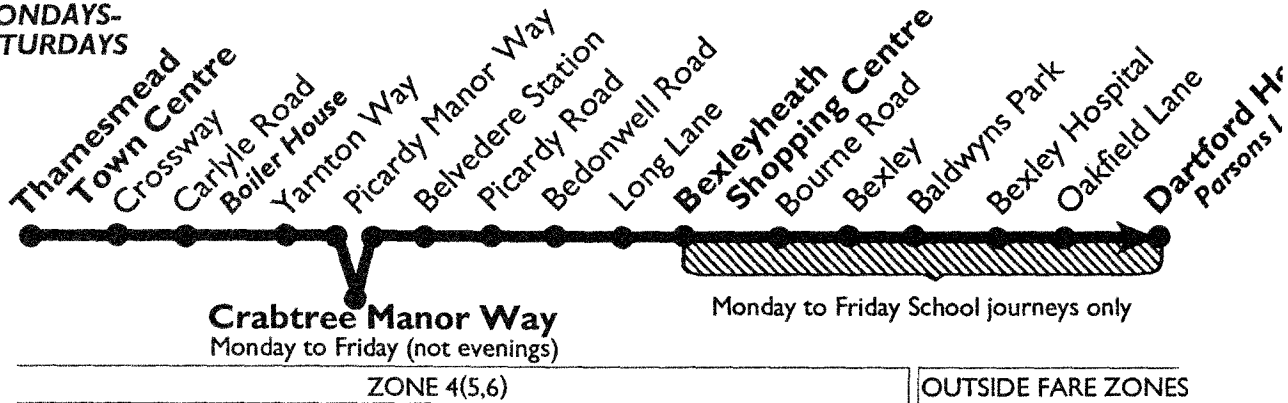 Thamesmead
Town Centre
Crossway
Carlyle Road
Boiler House
Yarnton Way
Picardy Manor Way
Belvedere Station
Picardy Road
Bedonwell Road
Long Lane
Bexleyheath
Shopping Centre
Bourne Road
Bexley
Baldwyns Park
Bexley Hospital
Oakfield Lane
Dartford
Parsons
Crabtree Manor Way
Monday to Friday (not evenings)
Monday to Friday School journeys only
ZONE 4(5,6)
OUTSIDE FARE ZONES